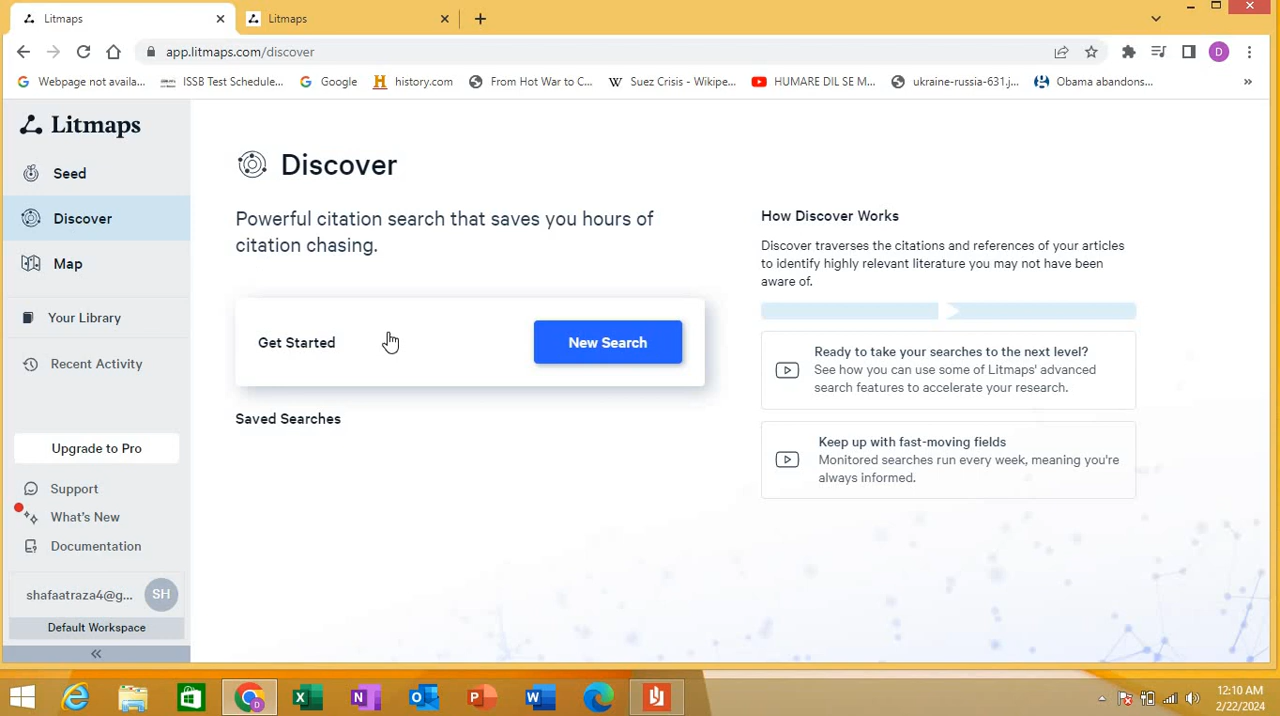 Litmaps
Litmaps
app.litmaps.com/discover
D
Webpage not availa...
ISSB Test Schedule...
Google
history.com
From Hot War to C...
Suez Crisis - Wikipe...
HUMARE DIL SE M...
ukraine-russia-631.j...
Obama abandons...
»
Litmaps
Seed
Discover
Map
Your Library
Recent Activity
Upgrade to Pro
Support
What's New
Documentation
shafaatraza4@g...
SH
Default Workspace
«
Discover
Powerful citation search that saves you hours of
citation chasing.
Get Started
New Search
Saved Searches
How Discover Works
Discover traverses the citations and references of your articles
to identify highly relevant literature you may not have been
aware of.
Ready to take your searches to the next level?
See how you can use some of Litmaps' advanced
search features to accelerate your research.
Keep up with fast-moving fields
Monitored searches run every week, meaning you're
always informed.
12:10 AM
2/22/2024